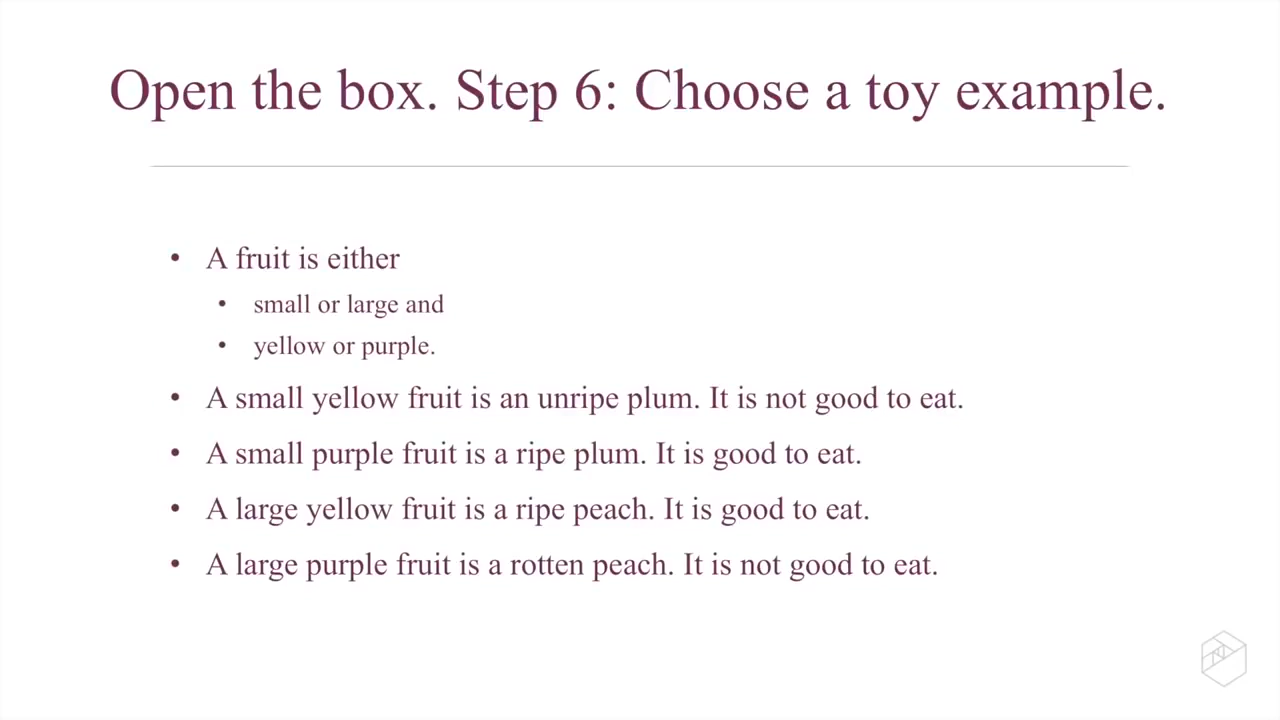 Open the box. Step 6: Choose a toy example.
• A fruit is either
• small or large and
• yellow or purple.
• A small yellow fruit is an unripe plum. It is not good to eat.
• A small purple fruit is a ripe plum. It is good to eat.
• A large yellow fruit is a ripe peach. It is good to eat.
• A large purple fruit is a rotten peach. It is not good to eat.